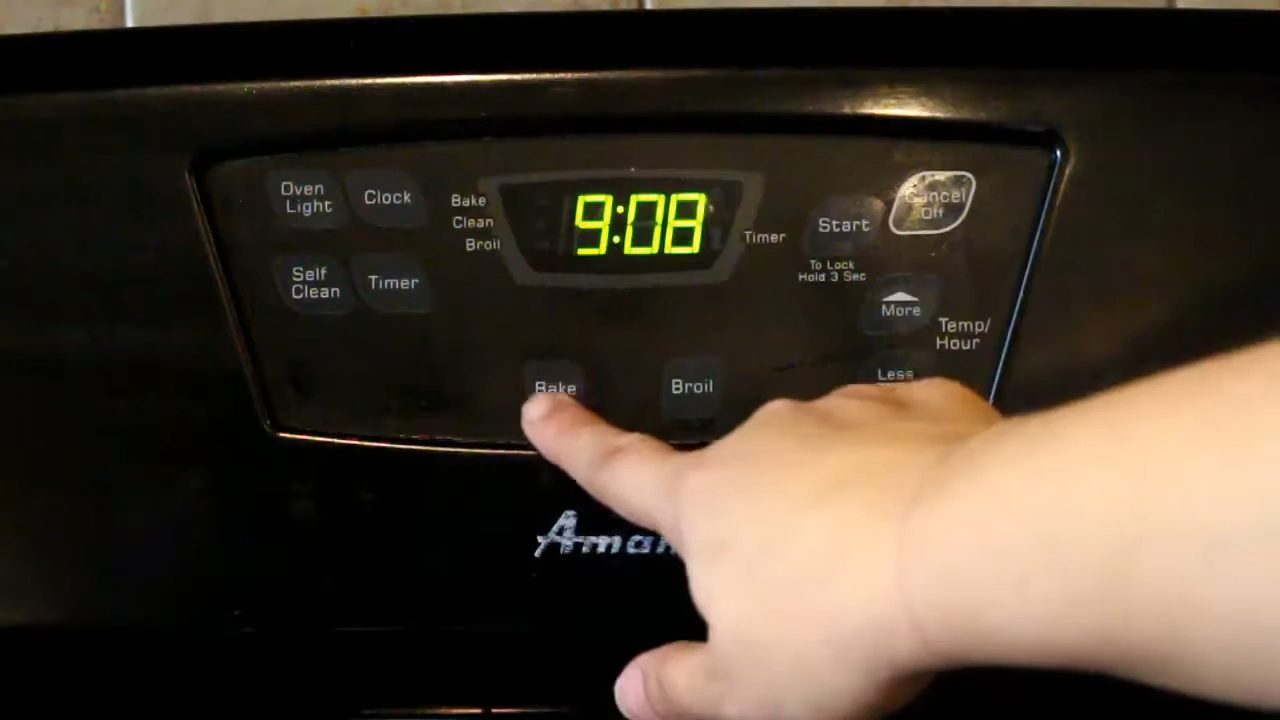 Oven
Light
Clock
Self
Clean
Timer
Bake
Clean
Broil
9:08
Timer
Start
To Lock
Hold 3 Sec
Cancel
Off
More
Temp/
Hour
Less
Bake
Broil